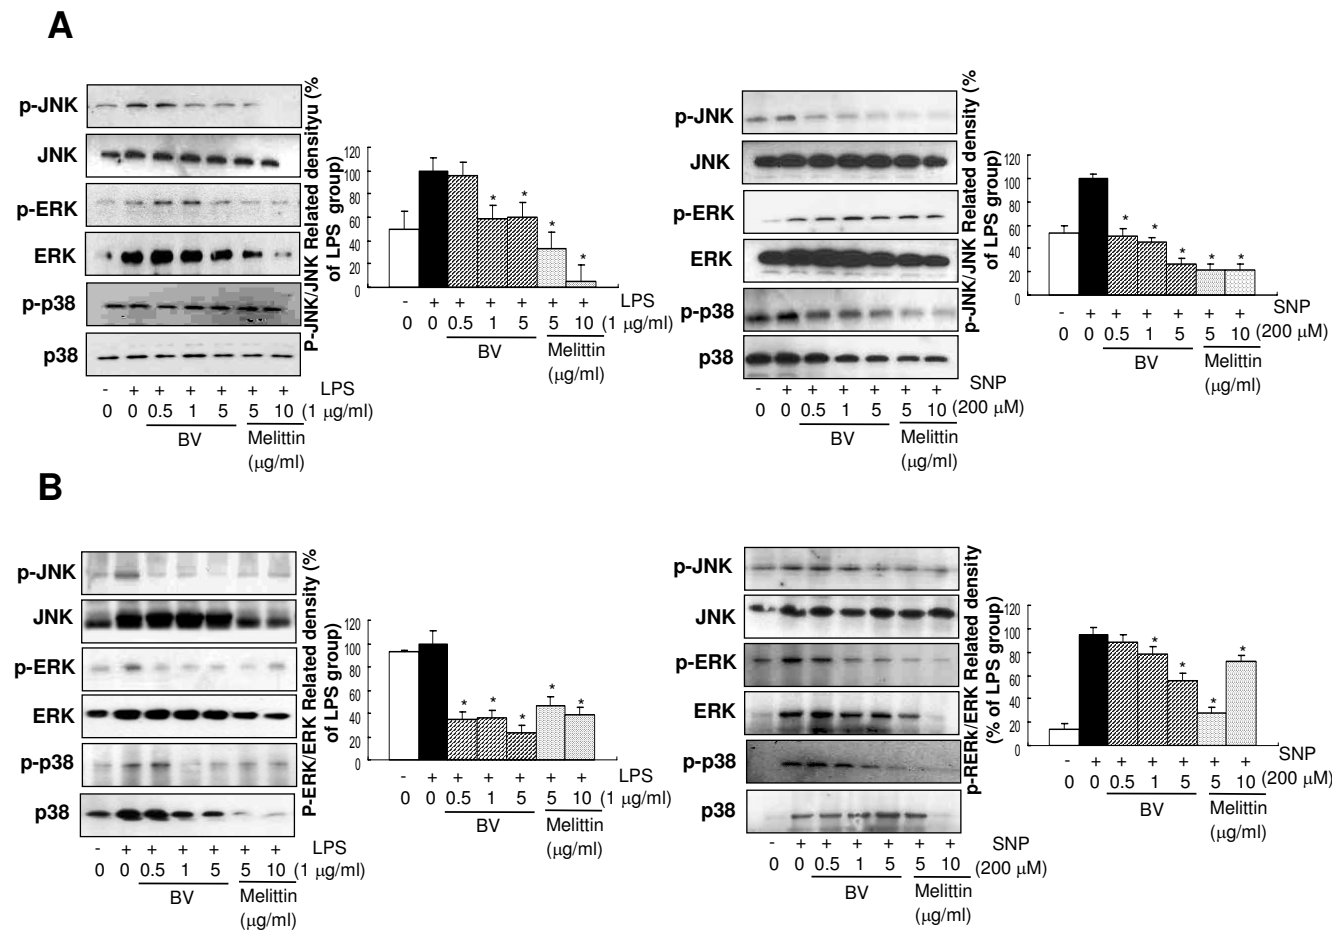 A
p-JNK
JNK
p-ERK
ERK
p-p38
p38
- + + + + + + LPS
0 0 0.5 1 5 5 10 (1 μg/ml)
BV Melittin
(μg/ml)
P-JNK/JNK Related densityu (%
of LPS group)
120
100
80
60
40
20
0
* * * *
- + + + + + + LPS
0 0 0.5 1 5 5 10 (1 μg/ml)
BV Melittin
(μg/ml)
p-JNK
JNK
p-ERK
ERK
p-p38
p38
- + + + + + + SNP
0 0 0.5 1 5 5 10 (200 μM)
BV Melittin
(μg/ml)
p-JNK/JNK Related density (%
of LPS group)
120
100
80
60
40
20
0
* * * * *
- + + + + + + SNP
0 0 0.5 1 5 5 10 (200 μM)
BV Melittin
(μg/ml)
B
p-JNK
JNK
p-ERK
ERK
p-p38
p38
- + + + + + + LPS
0 0 0.5 1 5 5 10 (1 μg/ml)
BV Melittin
(μg/ml)
P-ERK/ERK Related density (%
of LPS group)
120
100
80
60
40
20
0
* * * * *
- + + + + + + LPS
0 0 0.5 1 5 5 10 (1 μg/ml)
BV Melittin
(μg/ml)
p-JNK
JNK
p-ERK
ERK
p-p38
p38
- + + + + + + SNP
0 0 0.5 1 5 5 10 (200 μM)
BV Melittin
(μg/ml)
p-RERk/ERK Related density
(% of LPS group)
120
100
80
60
40
20
0
* * * *
- + + + + + + SNP
0 0 0.5 1 5 5 10 (200 μM)
BV Melittin
(μg/ml)